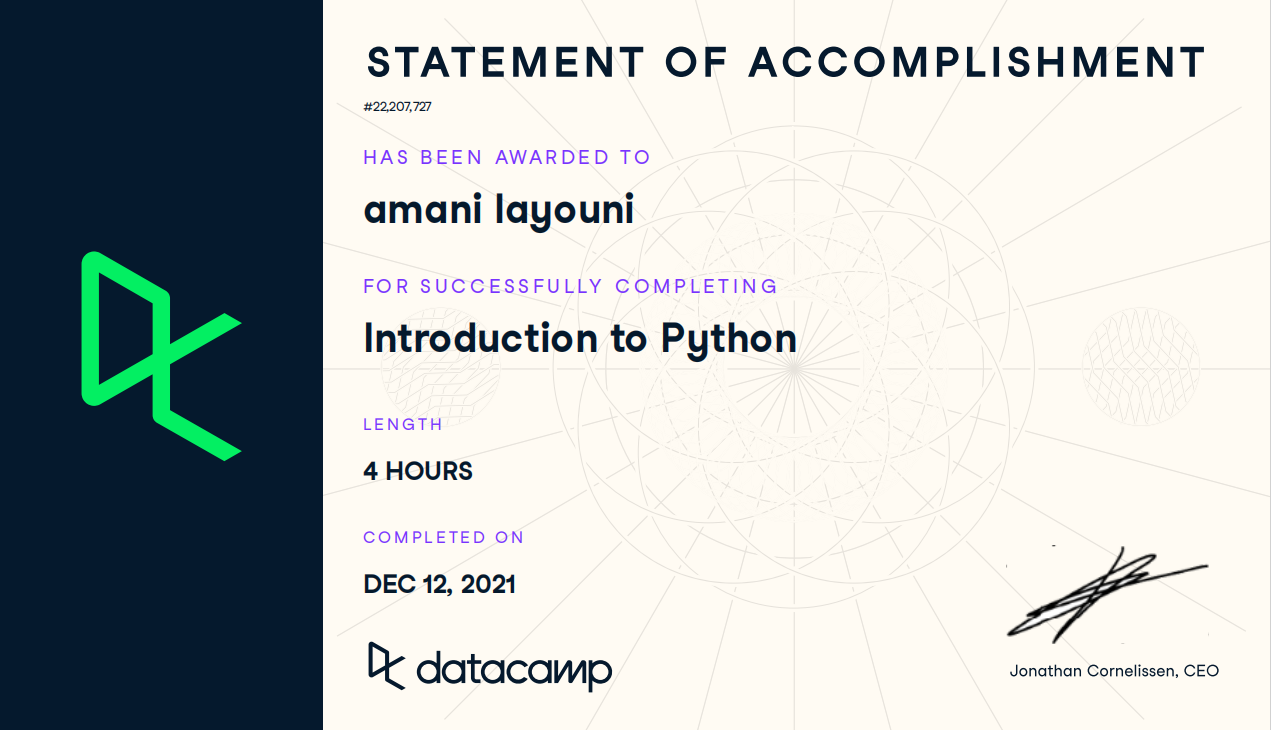 STATEMENT OF ACCOMPLISHMENT
#22,207,727
HAS BEEN AWARDED TO
amani layouni
FOR SUCCESSFULLY COMPLETING
Introduction to Python
LENGTH
4 HOURS
COMPLETED ON
DEC 12, 2021
datacamp
Jonathan Cornelissen, CEO